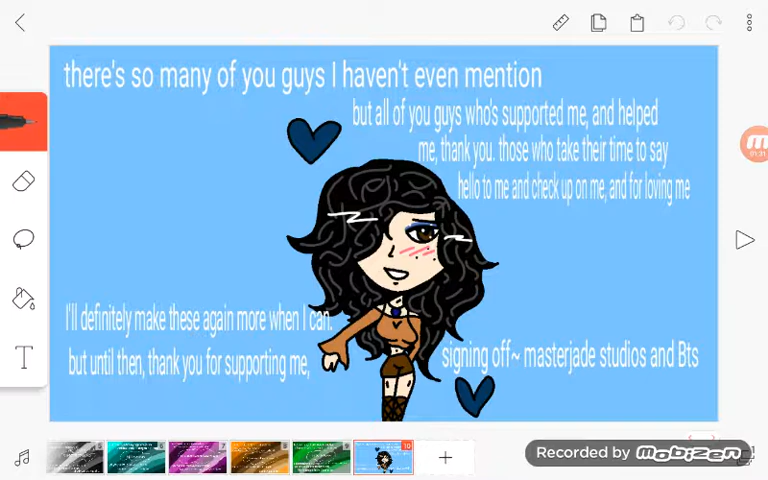 there's so many of you guys I haven't even mention
but all of you guys who's supported me, and helped
me, thank you. those who take their time to say
hello to me and check up on me, and for loving me
I'll definitely make these again more when I can.
but until then, thank you for supporting me,
signing off~ masterjade studios and Bts
T
10
Recorded by MOBIZEN